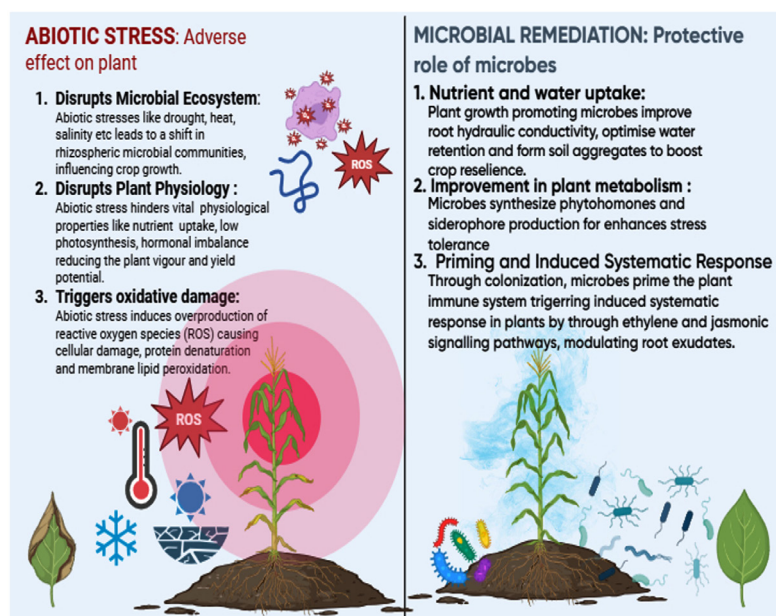 ABIOTIC STRESS: Adverse
effect on plant
1. Disrupts Microbial Ecosystem:
Abiotic stresses like drought, heat,
salinity etc leads to a shift in
rhizospheric microbial communities,
influencing crop growth.
2. Disrupts Plant Physiology :
Abiotic stress hinders vital physiological
properties like nutrient uptake, low
photosynthesis, hormonal imbalance
reducing the plant vigour and yield
potential.
3. Triggers oxidative damage:
Abiotic stress induces overproduction of
reactive oxygen species (ROS) causing
cellular damage, protein denaturation
and membrane lipid peroxidation.
ROS
ROS
MICROBIAL REMEDIATION: Protective
role of microbes
1. Nutrient and water uptake:
Plant growth promoting microbes improve
root hydraulic conductivity, optimise water
retention and form soil aggregates to boost
crop reselience.
2. Improvement in plant metabolism :
Microbes synthesize phytohomones and
siderophore production for enhances stress
tolerance
3. Priming and Induced Systematic Response
Through colonization, microbes prime the plant
immune system trigerring induced systematic
response in plants by through ethylene and jasmonic
signalling pathways, modulating root exudates.